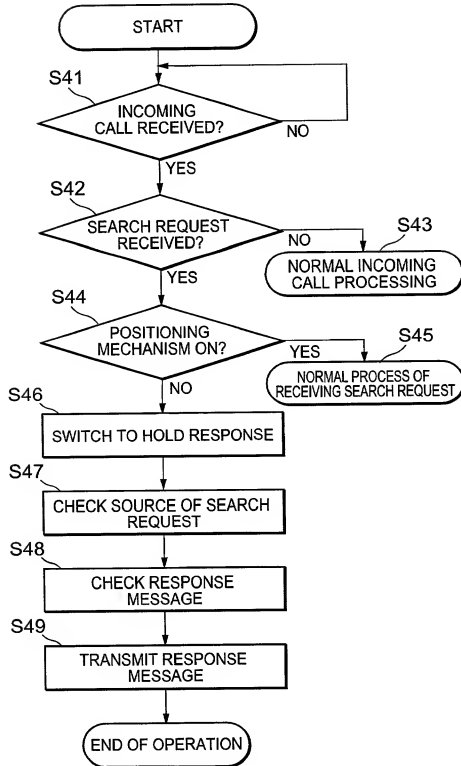 START
S41
INCOMING
CALL RECEIVED?
NO
YES
S42
SEARCH REQUEST
RECEIVED?
NO
S43
NORMAL INCOMING
CALL PROCESSING
YES
S44
POSITIONING
MECHANISM ON?
YES
S45
NORMAL PROCESS OF
RECEIVING SEARCH REQUEST
NO
S46
SWITCH TO HOLD RESPONSE
S47
CHECK SOURCE OF SEARCH
REQUEST
S48
CHECK RESPONSE
MESSAGE
S49
TRANSMIT RESPONSE
MESSAGE
END OF OPERATION